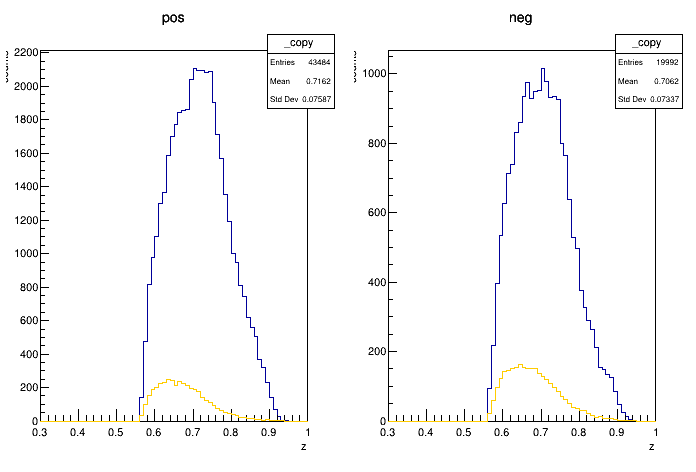 pos
_copy
Entries 43484
Mean 0.7162
Std Dev 0.07587
2200
2000
1800
1600
1400
1200
1000
800
600
400
200
0
0.3 0.4 0.5 0.6 0.7 0.8 0.9 1
z
neg
_copy
Entries 19992
Mean 0.7062
Std Dev 0.07337
1000
800
600
400
200
0
0.3 0.4 0.5 0.6 0.7 0.8 0.9 1
z